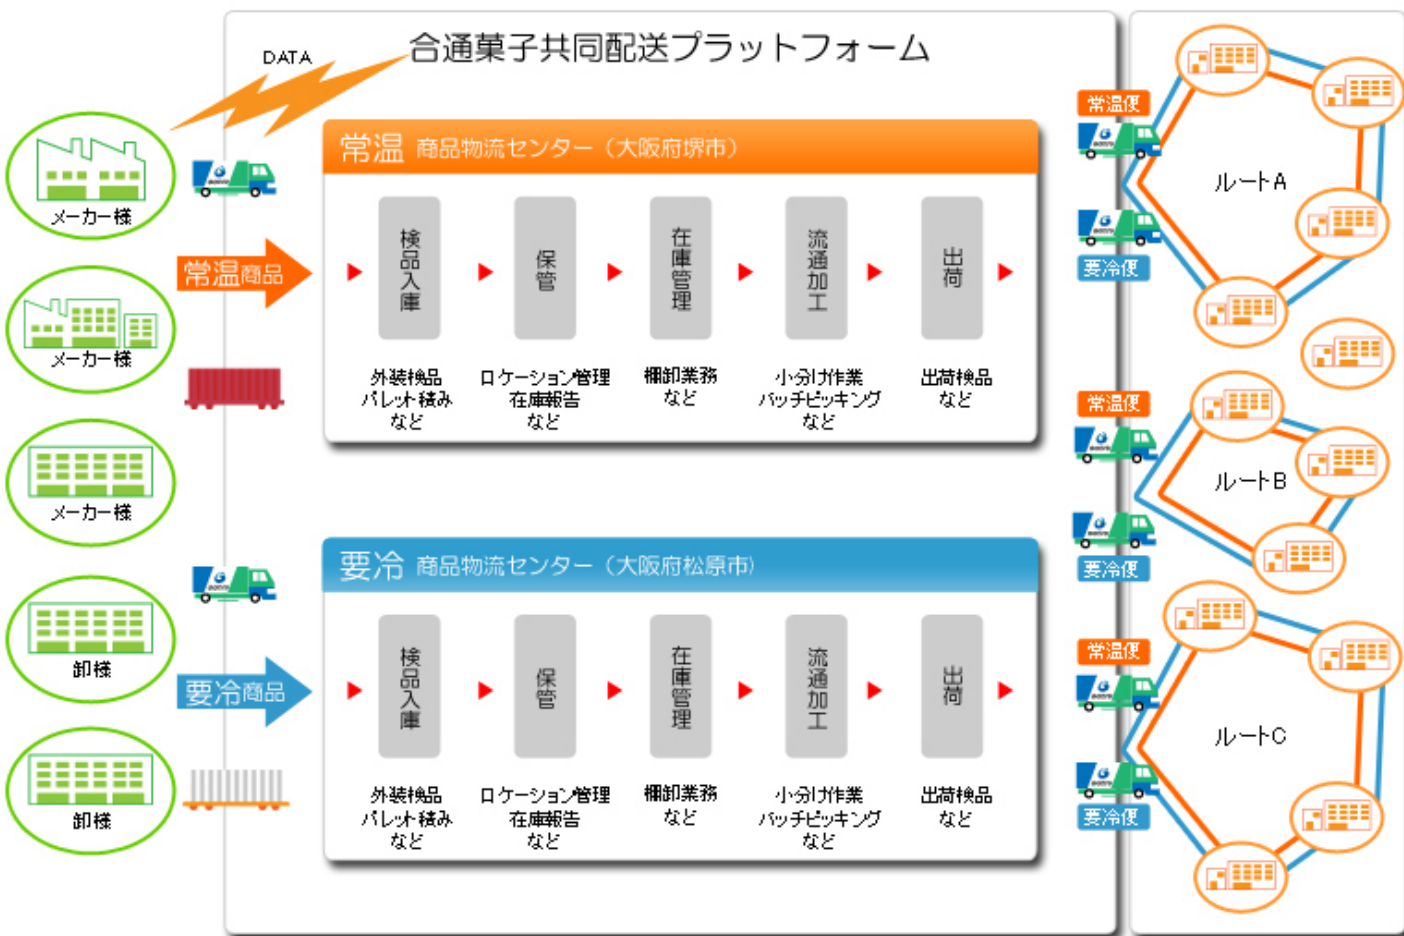 合通菓子共同配送プラットフォーム
DATA
メーカー様
メーカー様
メーカー様
卸様
卸様
常温商品
要冷商品
常温 商品物流センター（大阪府堺市）
検品入庫
保管
在庫管理
流通加工
出荷
外装検品
パレット積み
など
ロケーション管理
在庫報告
など
棚卸業務
など
小分け作業
バッチピッキング
など
出荷検品
など
要冷 商品物流センター（大阪府松原市）
検品入庫
保管
在庫管理
流通加工
出荷
外装検品
パレット積み
など
ロケーション管理
在庫報告
など
棚卸業務
など
小分け作業
バッチピッキング
など
出荷検品
など
常温便
要冷便
ルートA
常温便
要冷便
ルートB
常温便
要冷便
ルートC